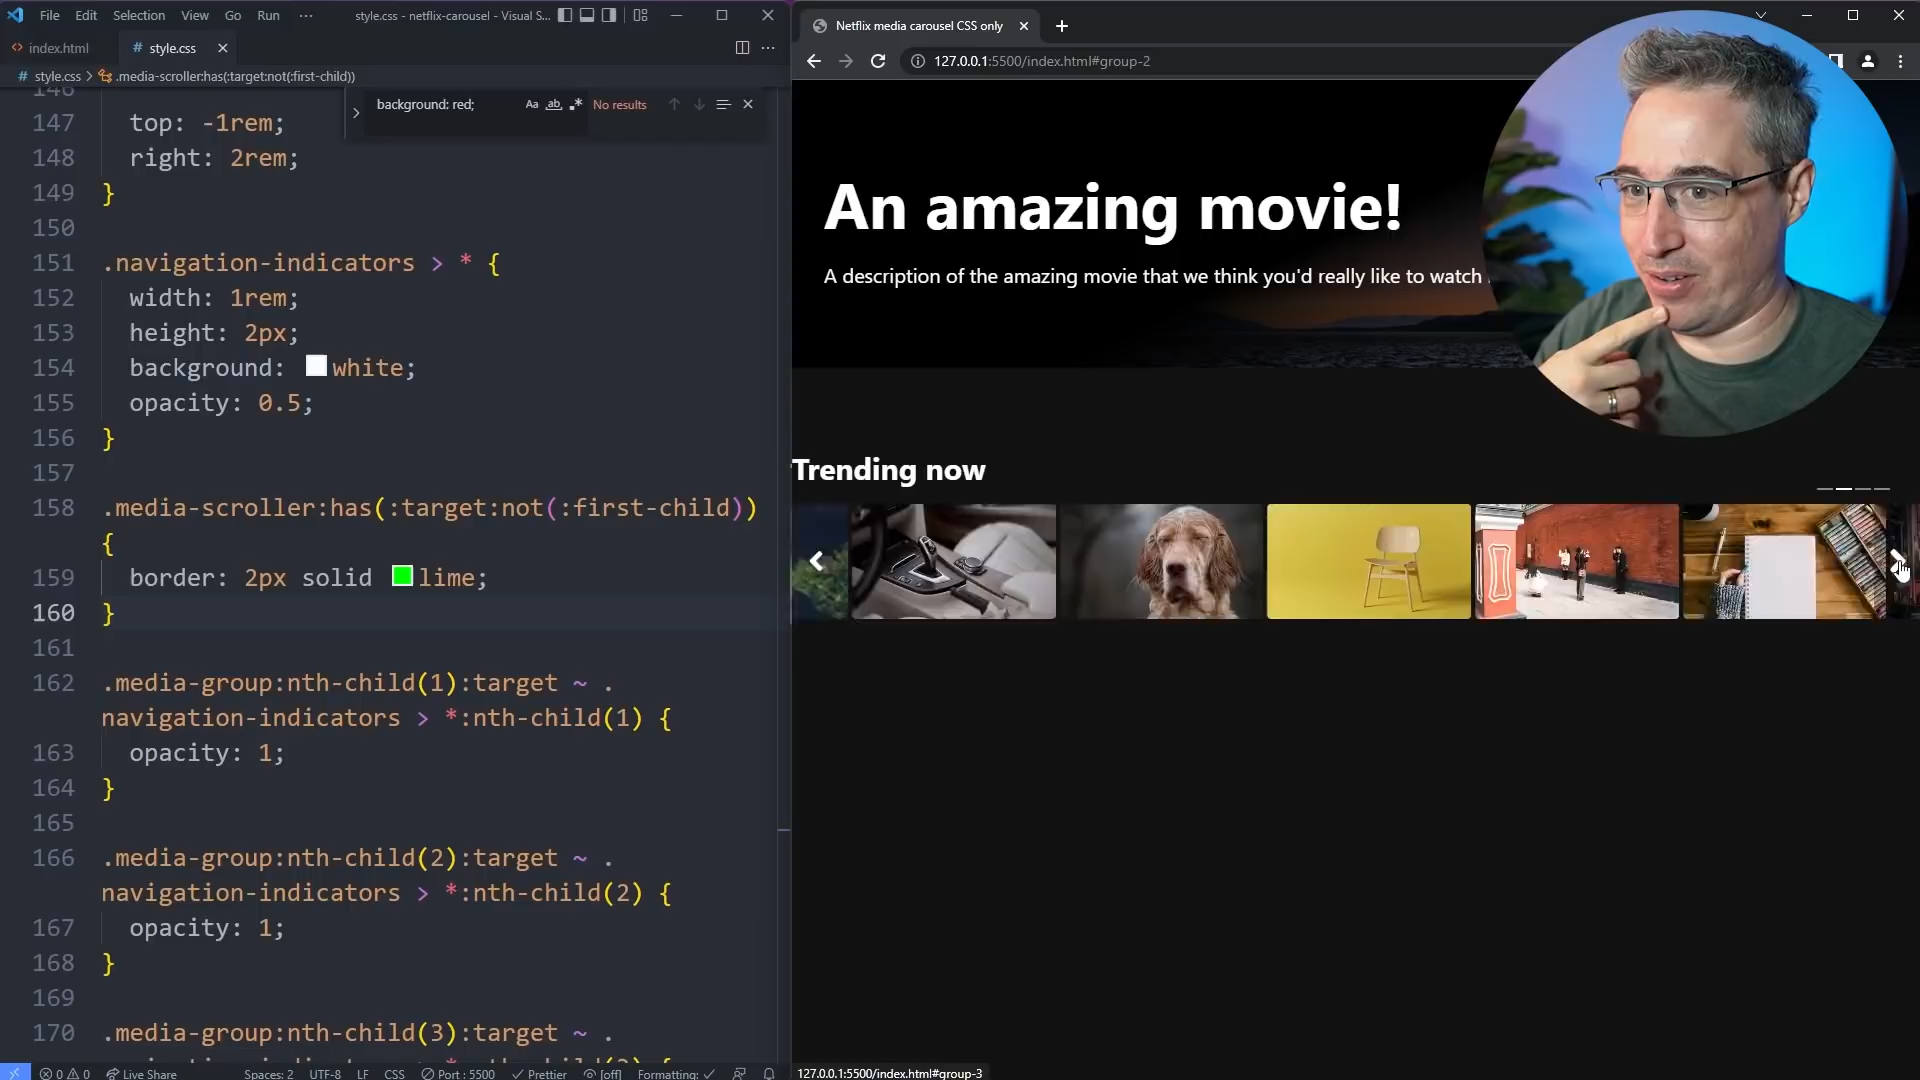 File Edit Selection View Go Run ··· style.css - netflix-carousel - Visual S...
index.html # style.css
# style.css > .media-scroller:has(:target:not(:first-child))
background: red; Aa ab .* No results
146
147 top: -1rem;
148 right: 2rem;
149 }
150
151 .navigation-indicators > * {
152 width: 1rem;
153 height: 2px;
154 background: white;
155 opacity: 0.5;
156 }
157
158 .media-scroller:has(:target:not(:first-child))
{
159 border: 2px solid lime;
160 }
161
162 .media-group:nth-child(1):target ~ .
navigation-indicators > *:nth-child(1) {
163 opacity: 1;
164 }
165
166 .media-group:nth-child(2):target ~ .
navigation-indicators > *:nth-child(2) {
167 opacity: 1;
168 }
169
170 .media-group:nth-child(3):target ~ .
0 0 Live Share Spaces: 2 UTF-8 LF CSS Port : 5500 Prettier [off] Formatting:
Netflix media carousel CSS only
127.0.0.1:5500/index.html#group-2
An amazing movie!
A description of the amazing movie that we think you'd really like to watch
Trending now
127.0.0.1:5500/index.html#group-3